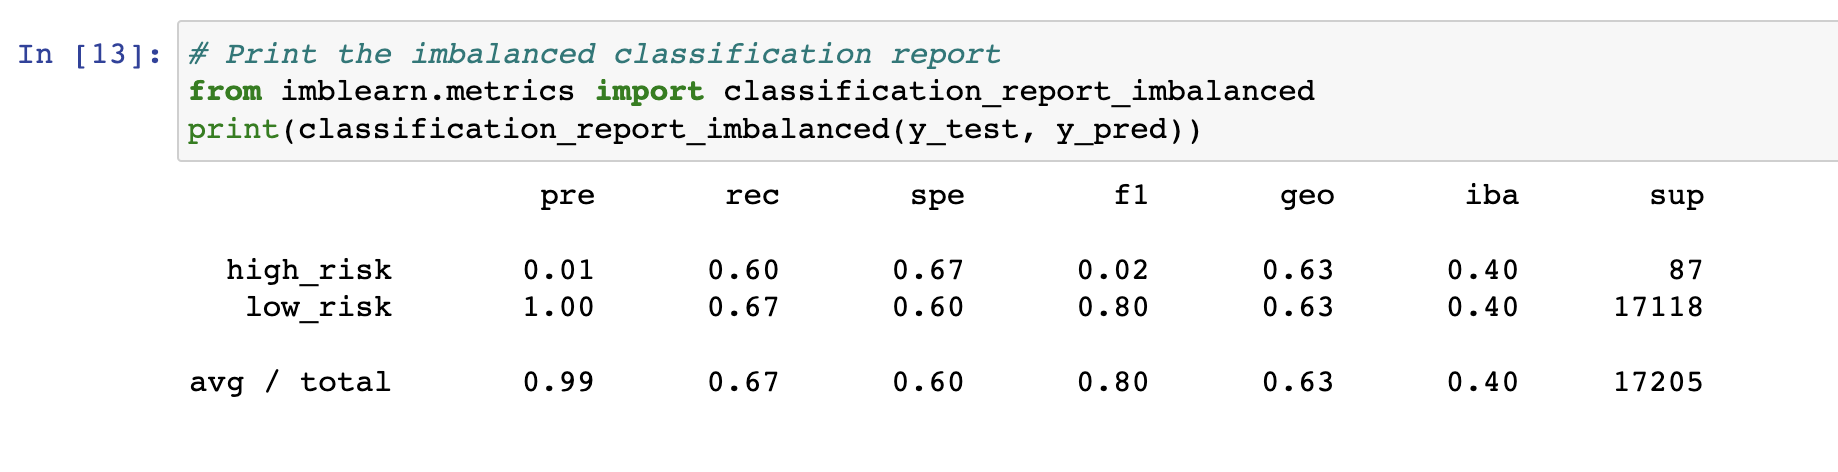 In [13]: # Print the imbalanced classification report
from imblearn.metrics import classification_report_imbalanced
print(classification_report_imbalanced(y_test, y_pred))
pre rec spe f1 geo iba sup
high_risk 0.01 0.60 0.67 0.02 0.63 0.40 87
low_risk 1.00 0.67 0.60 0.80 0.63 0.40 17118
avg / total 0.99 0.67 0.60 0.80 0.63 0.40 17205